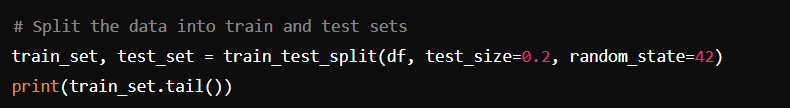 # Split the data into train and test sets
train_set, test_set = train_test_split(df, test_size=0.2, random_state=42)
print(train_set.tail())